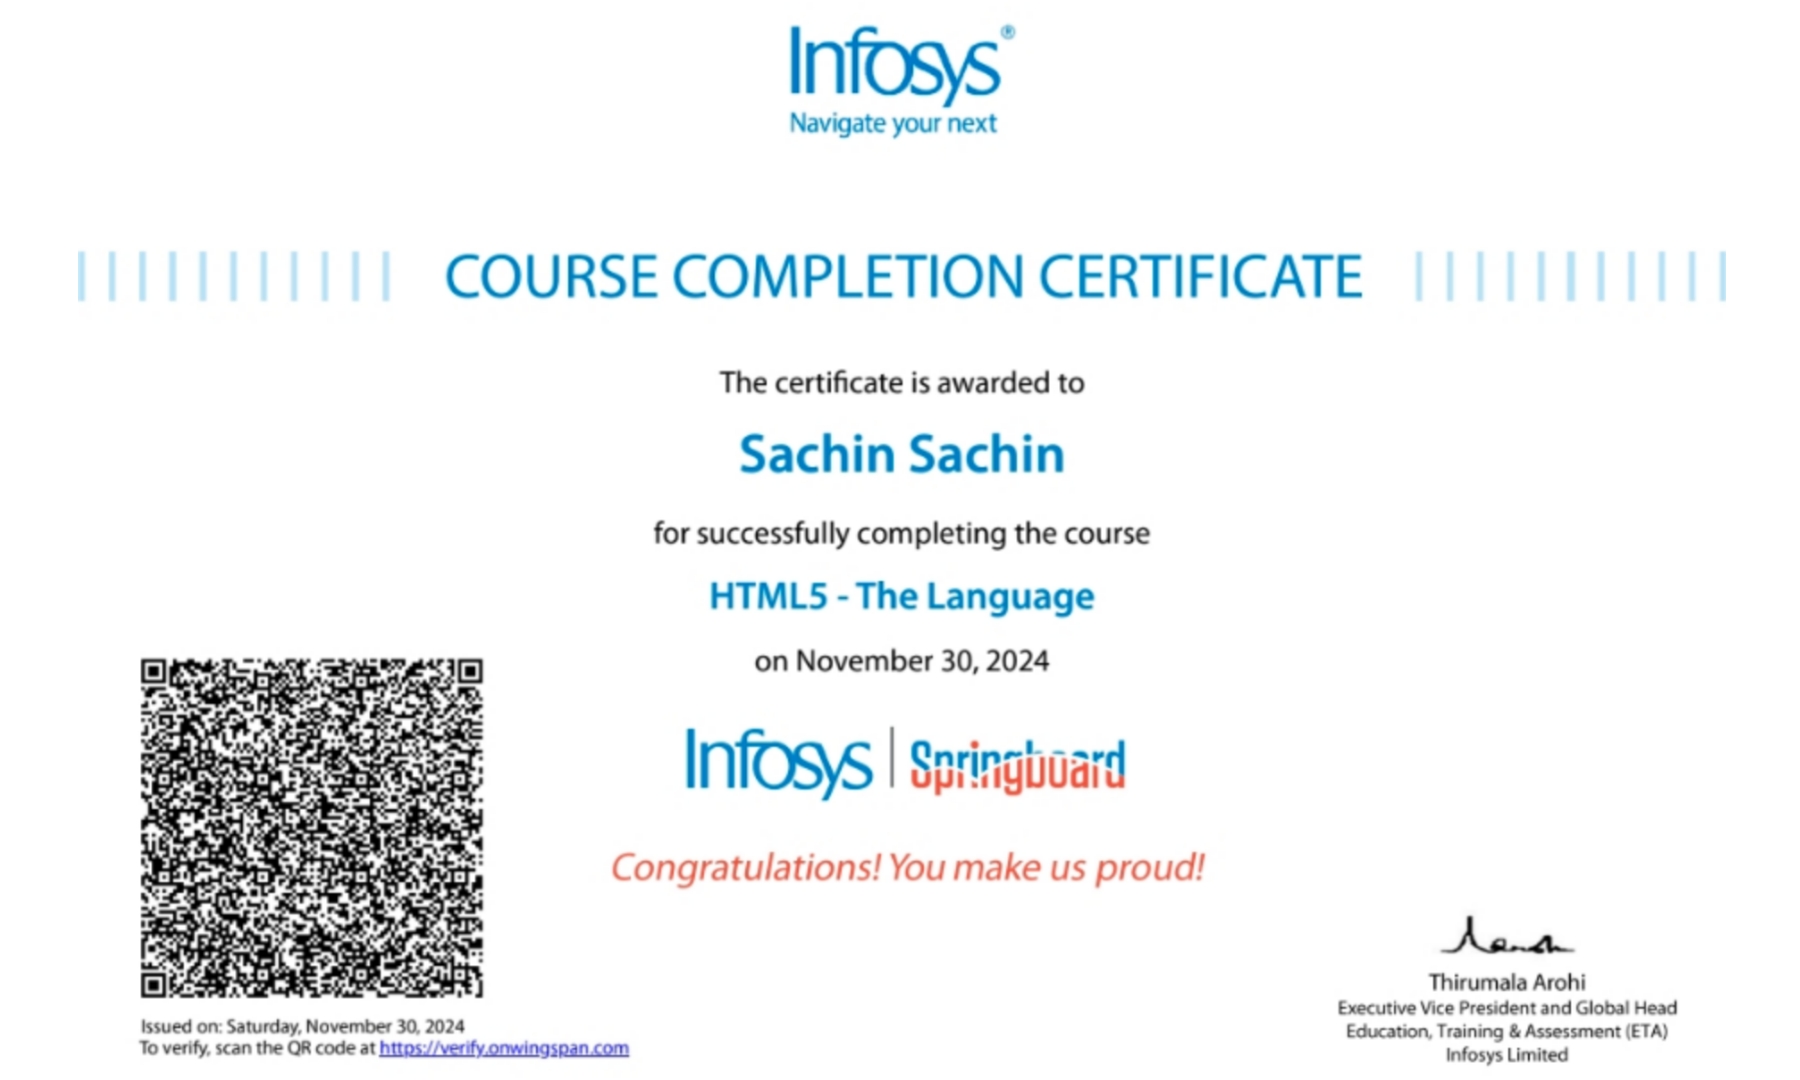 Infosys®
Navigate your next
COURSE COMPLETION CERTIFICATE
The certificate is awarded to
Sachin Sachin
for successfully completing the course
HTML5 - The Language
on November 30, 2024
Infosys | Springboard
Congratulations! You make us proud!
Issued on: Saturday, November 30, 2024
To verify, scan the QR code at https://verify.onwingspan.com
Thirumala Arohi
Executive Vice President and Global Head
Education, Training & Assessment (ETA)
Infosys Limited